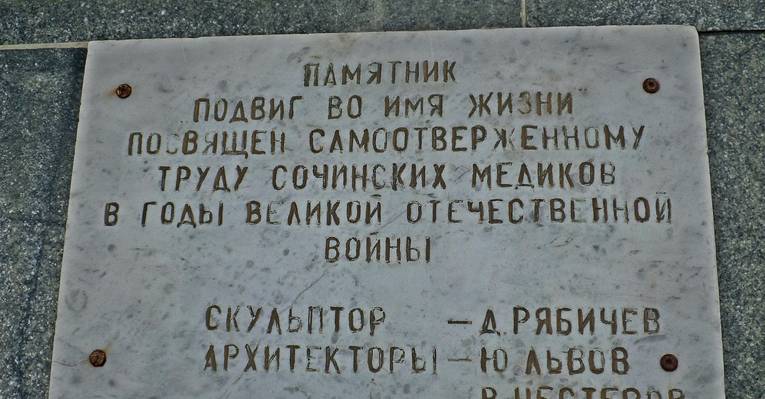 ПАМЯТНИК
"ПОДВИГ ВО ИМЯ ЖИЗНИ"
ПОСВЯЩЕН САМООТВЕРЖЕННОМУ
ТРУДУ СОЧИНСКИХ МЕДИКОВ
В ГОДЫ ВЕЛИКОЙ ОТЕЧЕСТВЕННОЙ
ВОЙНЫ
СКУЛЬПТОР — Д. РЯБИЧЕВ
АРХИТЕКТОРЫ — Ю ЛЬВОВ